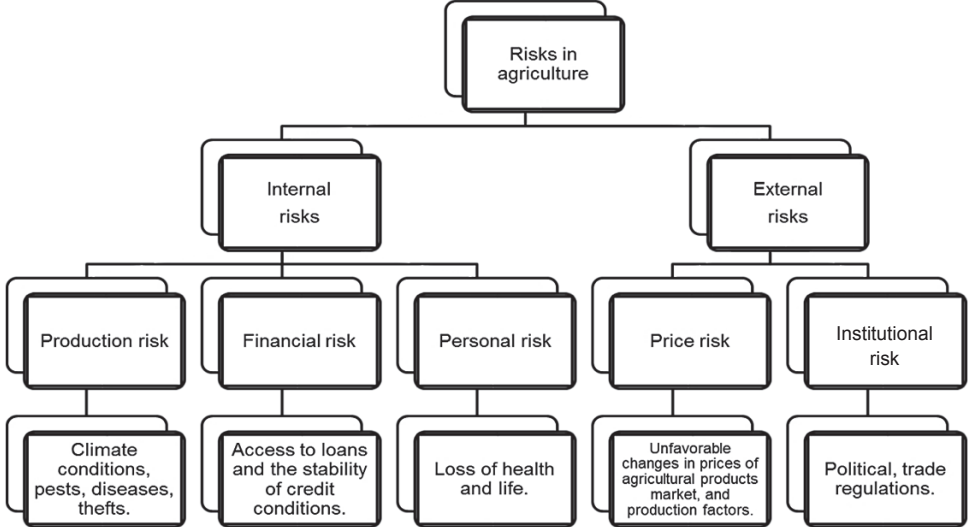 Risks in
agriculture
Internal
risks
External
risks
Production risk
Financial risk
Personal risk
Price risk
Institutional
risk
Climate
conditions,
pests, diseases,
thefts.
Access to loans
and the stability
of credit
conditions.
Loss of health
and life.
Unfavorable
changes in prices of
agricultural products
market, and
production factors.
Political, trade
regulations.